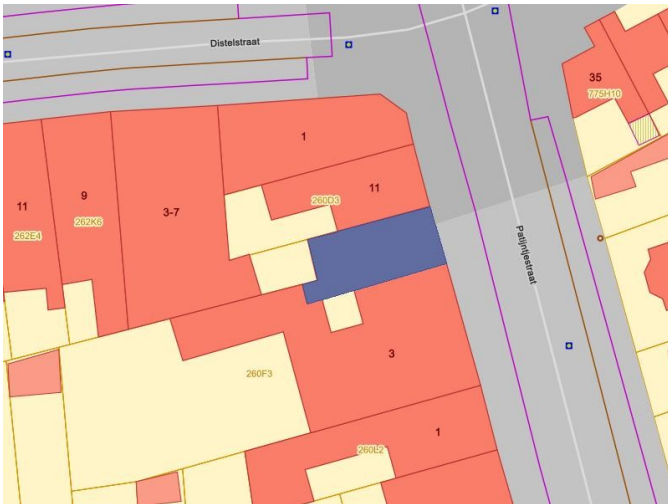 Distelstraat
35
775H10
1
11
9
262K6
3-7
260D3
11
262E4
Patijntjestraat
3
260F3
1
260L2